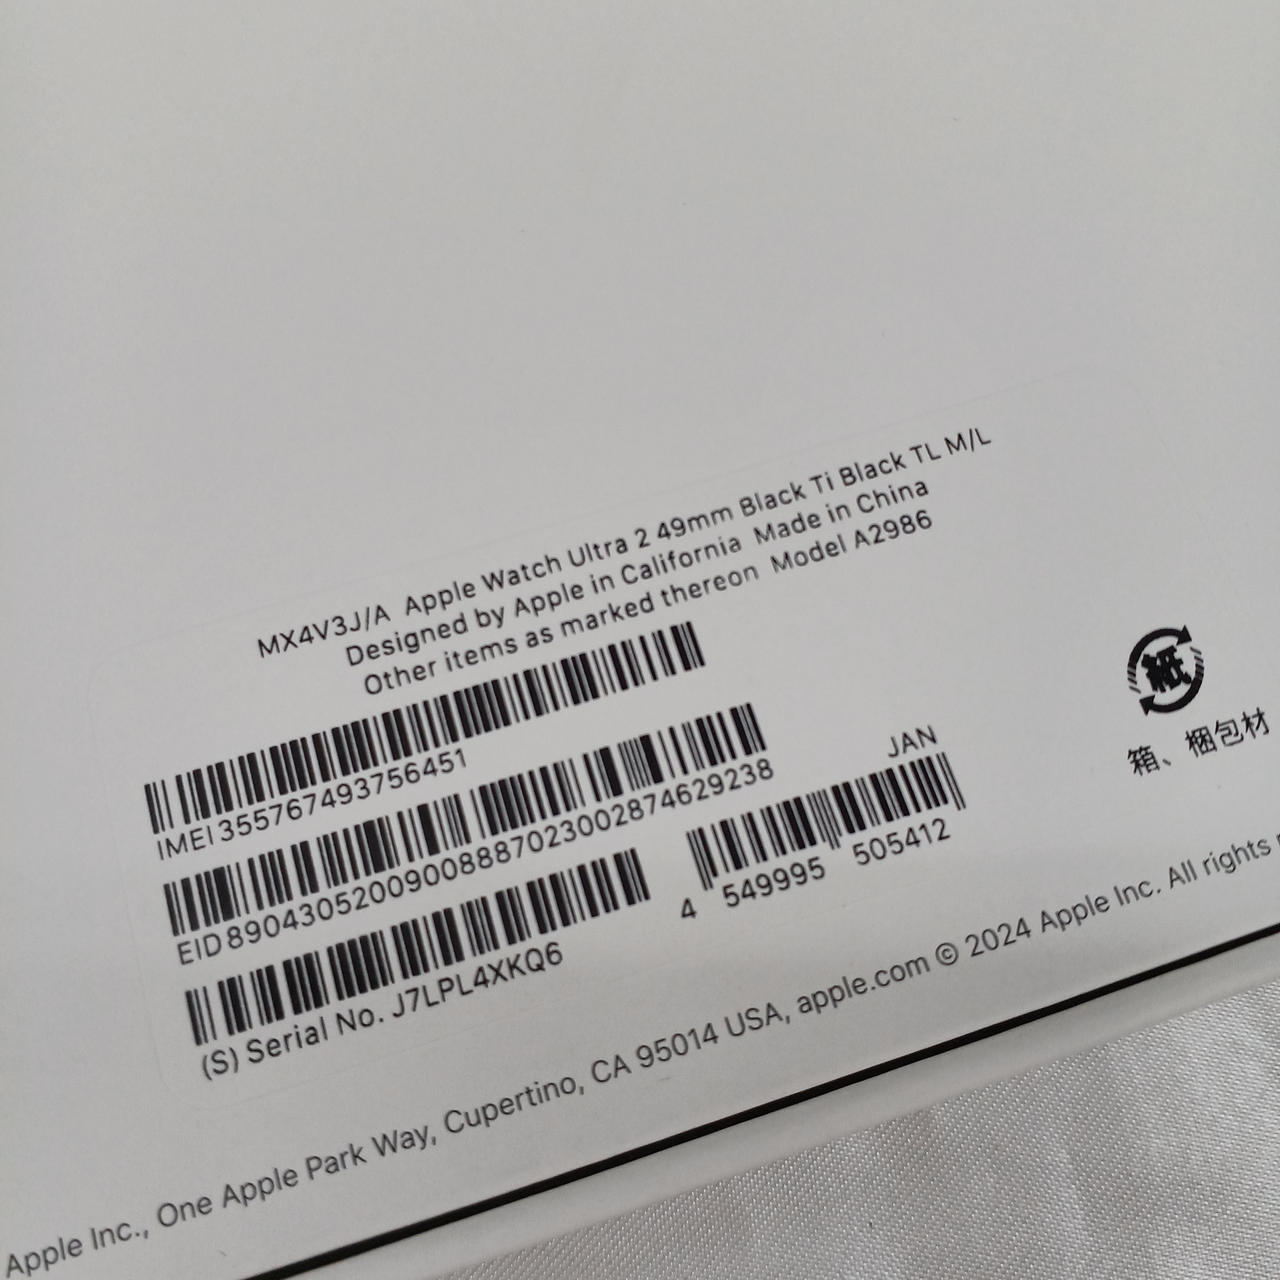 MX4V3J/A Apple Watch Ultra 2 49mm Black Ti Black TL M/L
Designed by Apple in California Made in China
Other items as marked thereon Model A2986
IMEI 355767493756451
EID 89043052009008887023002874629238
(S) Serial No. J7LPL4XKQ6
JAN
4 549995 505412
紙
箱、梱包材
Apple Inc., One Apple Park Way, Cupertino, CA 95014 USA, apple.com © 2024 Apple Inc. All rights